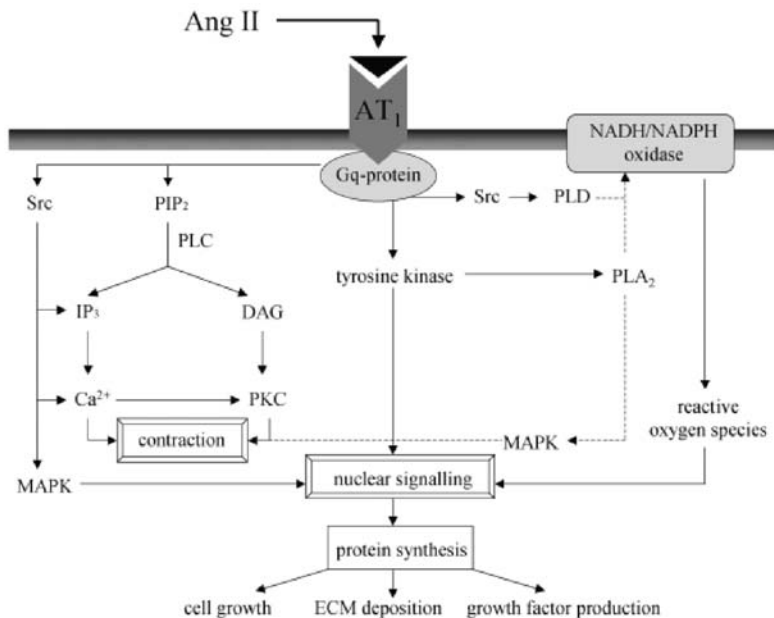 Ang II
AT₁
NADH/NADPH
oxidase
Gq-protein
Src
PIP₂
Src
PLD
PLC
tyrosine kinase
PLA₂
IP₃
DAG
Ca²⁺
PKC
reactive
oxygen species
contraction
MAPK
MAPK
nuclear signalling
protein synthesis
cell growth
ECM deposition
growth factor production